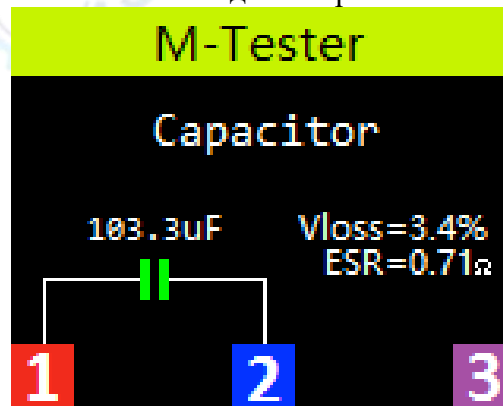 M-Tester
Capacitor
103.3uF
Vloss=3.4%
ESR=0.71Ω
1 2 3